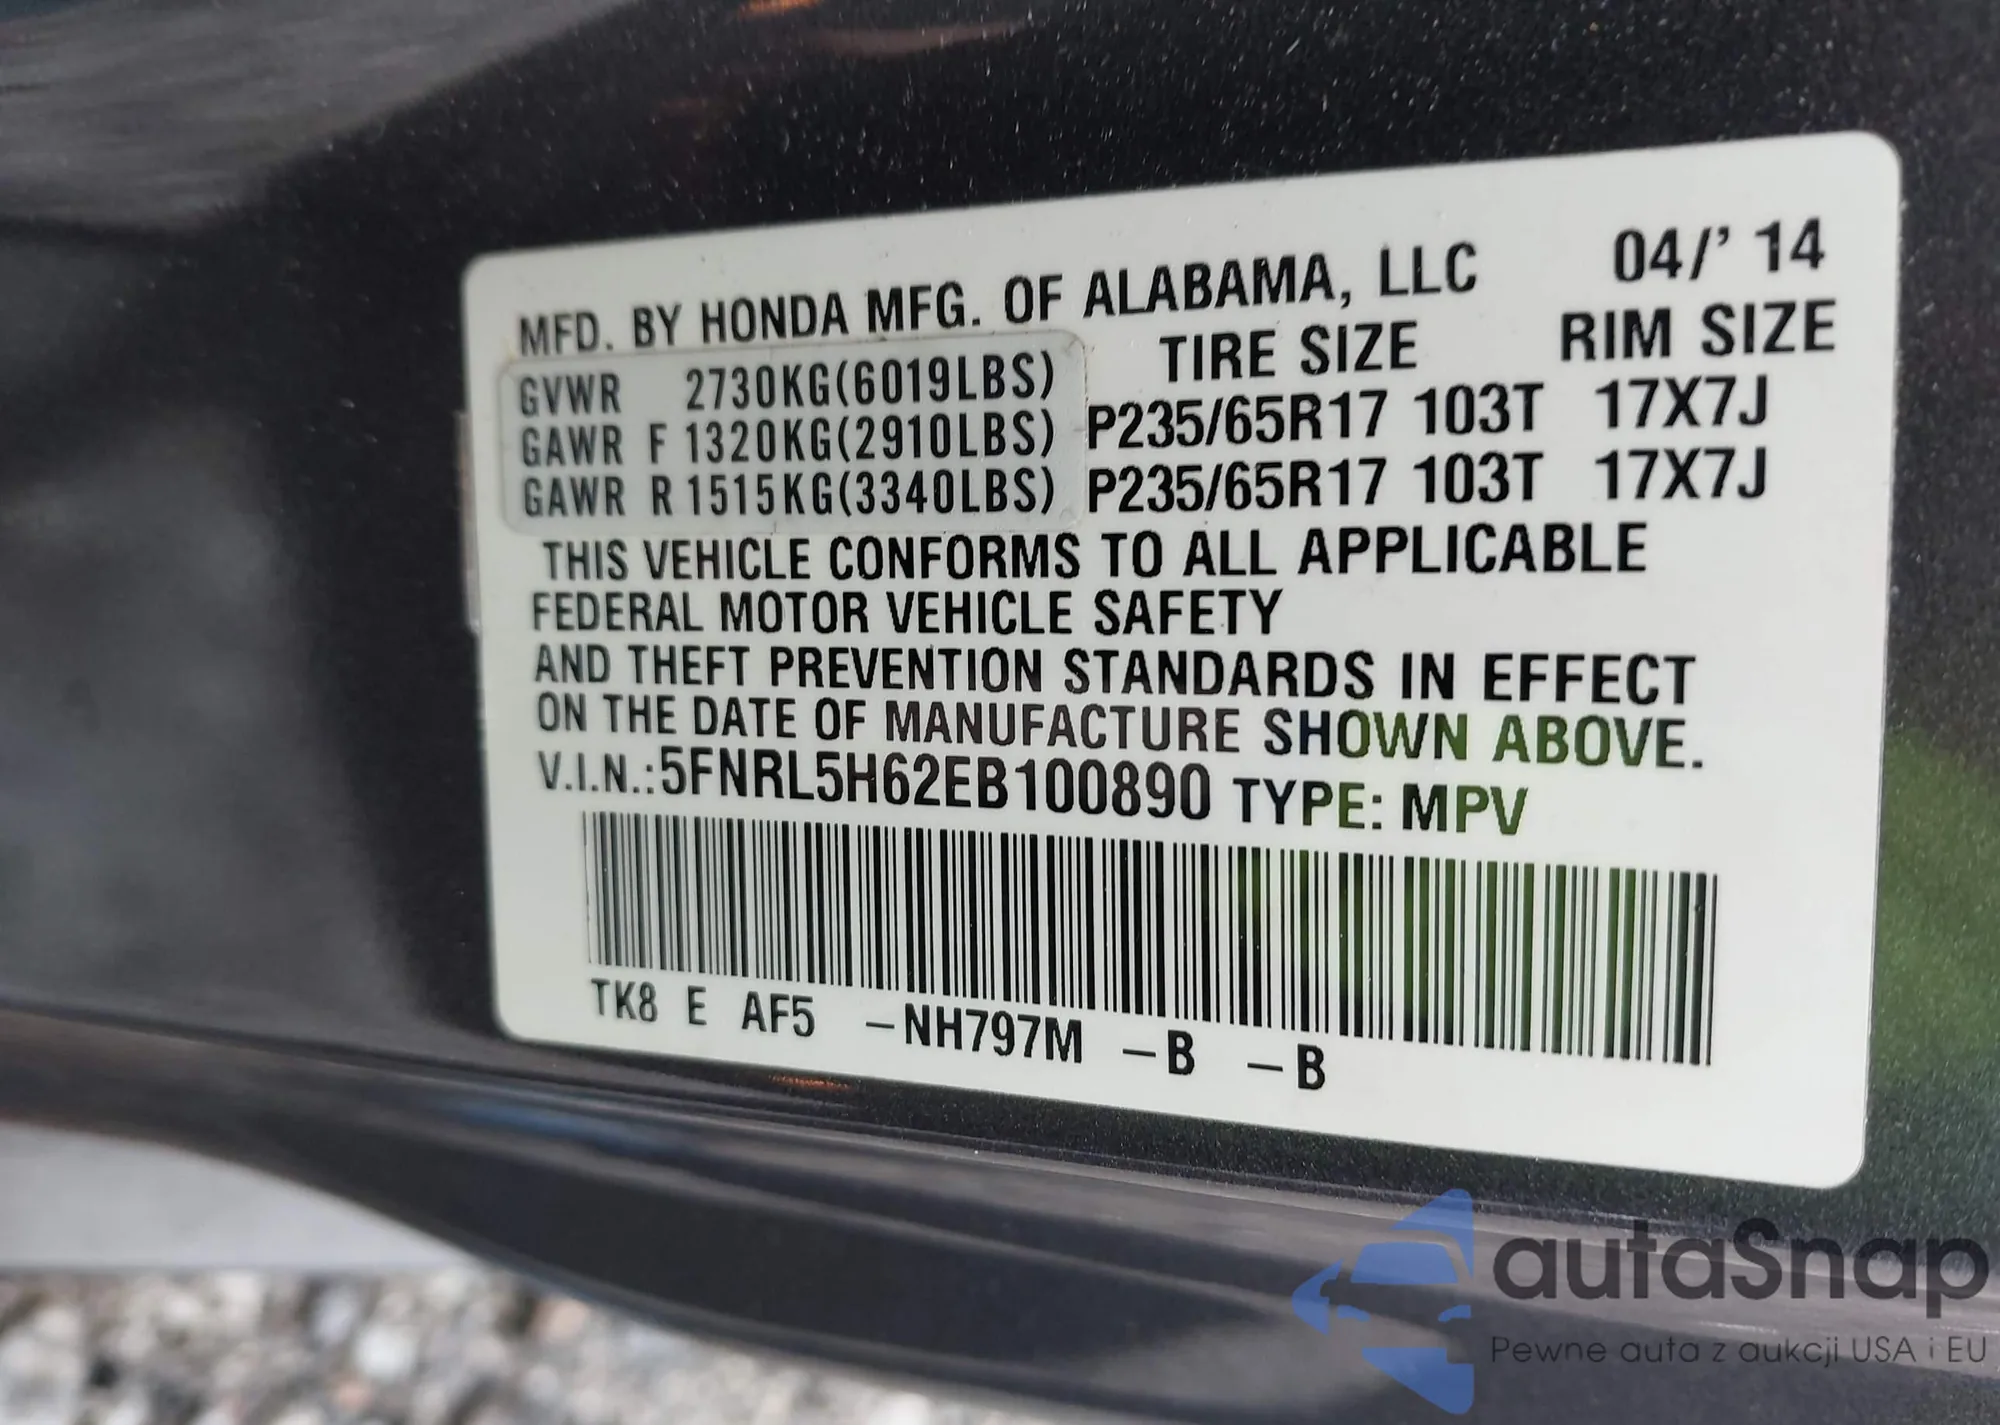 MFD. BY HONDA MFG. OF ALABAMA, LLC 04/' 14
TIRE SIZE RIM SIZE
GVWR 2730KG(6019LBS)
GAWR F 1320KG(2910LBS) P235/65R17 103T 17X7J
GAWR R 1515KG(3340LBS) P235/65R17 103T 17X7J
THIS VEHICLE CONFORMS TO ALL APPLICABLE
FEDERAL MOTOR VEHICLE SAFETY
AND THEFT PREVENTION STANDARDS IN EFFECT
ON THE DATE OF MANUFACTURE SHOWN ABOVE.
V.I.N.:5FNRL5H62EB100890 TYPE: MPV
TK8 E AF5 -NH797M -B -B
autaSnap
Pewne auta z aukcji USA i EU